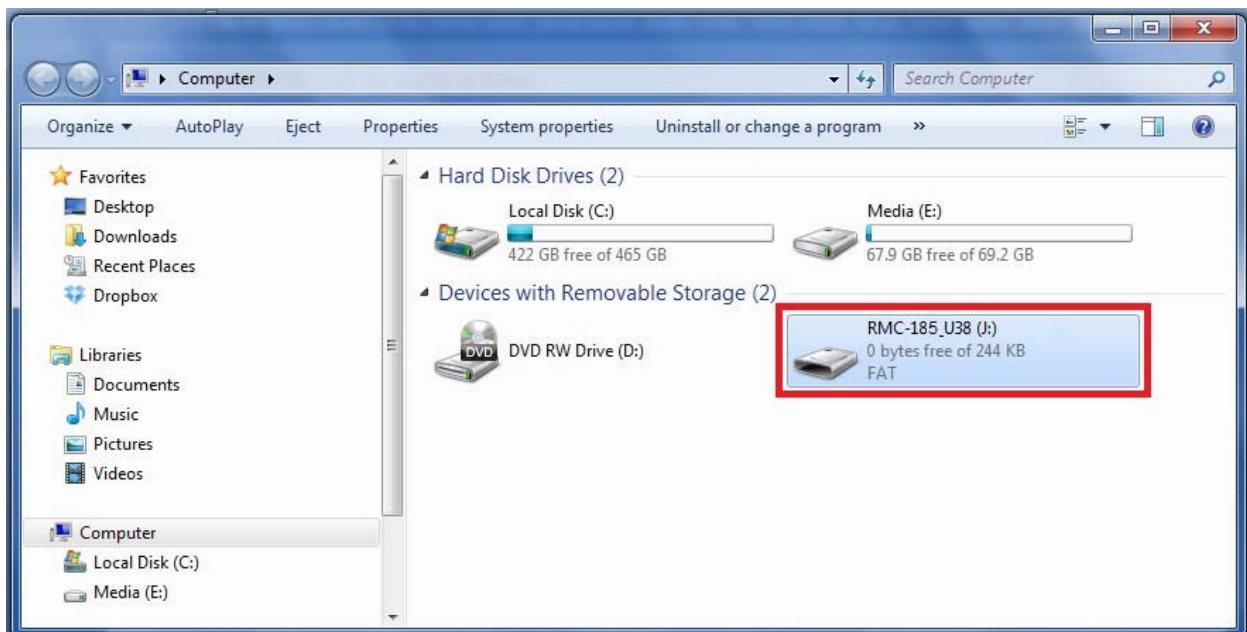 Computer
Search Computer
Organize AutoPlay Eject Properties System properties Uninstall or change a program »
Favorites
Desktop
Downloads
Recent Places
Dropbox
Libraries
Documents
Music
Pictures
Videos
Computer
Local Disk (C:)
Media (E:)
Hard Disk Drives (2)
Local Disk (C:)
422 GB free of 465 GB
Media (E:)
67.9 GB free of 69.2 GB
Devices with Removable Storage (2)
DVD
DVD RW Drive (D:)
RMC-185_U38 (J:)
0 bytes free of 244 KB
FAT